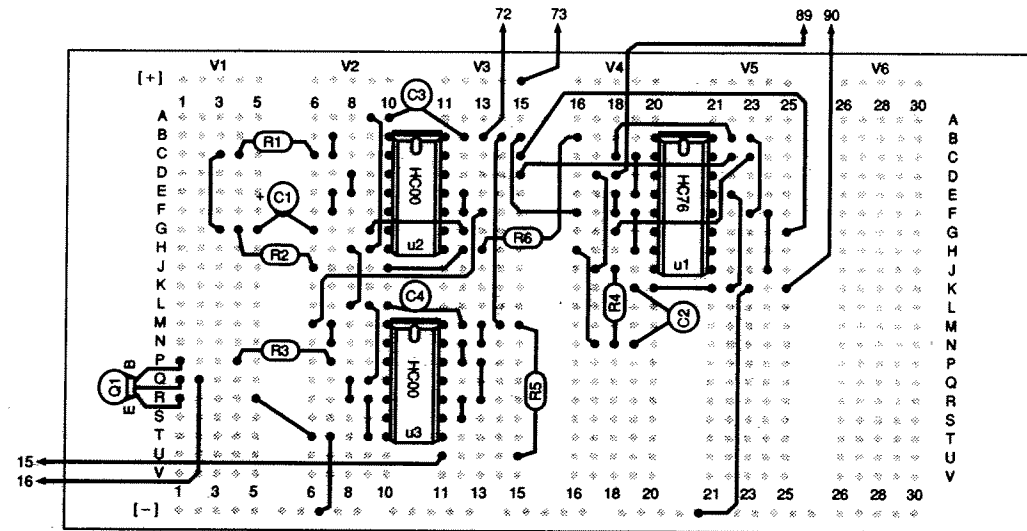 72 73 89 90
V1 V2 V3 V4 V5 V6
[+]
1 3 5 6 8 10 11 13 15 16 18 20 21 23 25 26 28 30
C3
A A
B B
R1
C C
D D
HC00
HC76
E E
+ C1
F F
G G
R6
u2
H H
R2
u1
J J
K K
C4
R4
L L
C2
M M
N N
R3
P P
B
Q1
HC00
R5
Q Q
E
R R
S S
u3
T T
15
U U
16
V V
1 3 5 6 8 10 11 13 15 16 18 20 21 23 25 26 28 30
[-]